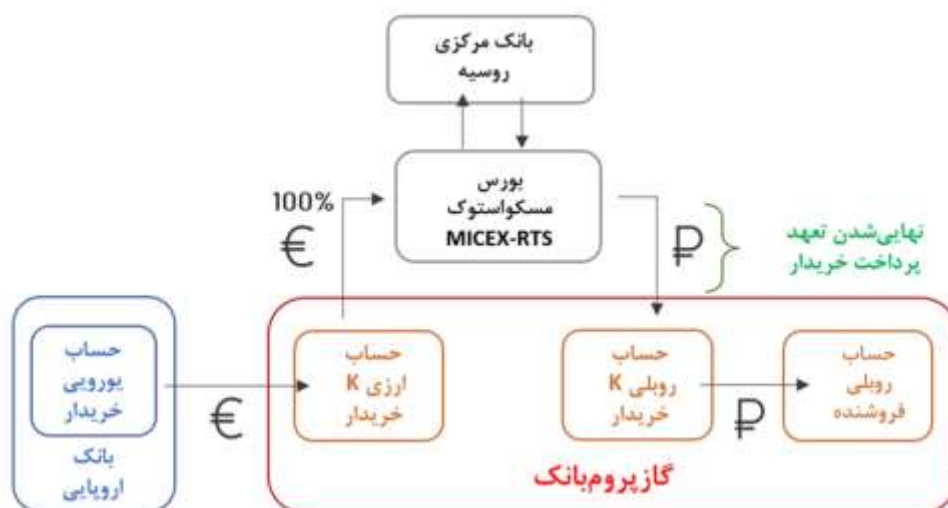 بانک مرکزی
روسیه
بورس
مسکواستوک
MICEX-RTS
100%
€
₽
نهایی‌شدن تعهد
پرداخت خریدار
حساب
یورویی
خریدار
بانک
اروپایی
€
حساب
ارزی K
خریدار
حساب
روبلی K
خریدار
₽
حساب
روبلی
فروشنده
گازپروم‌بانک